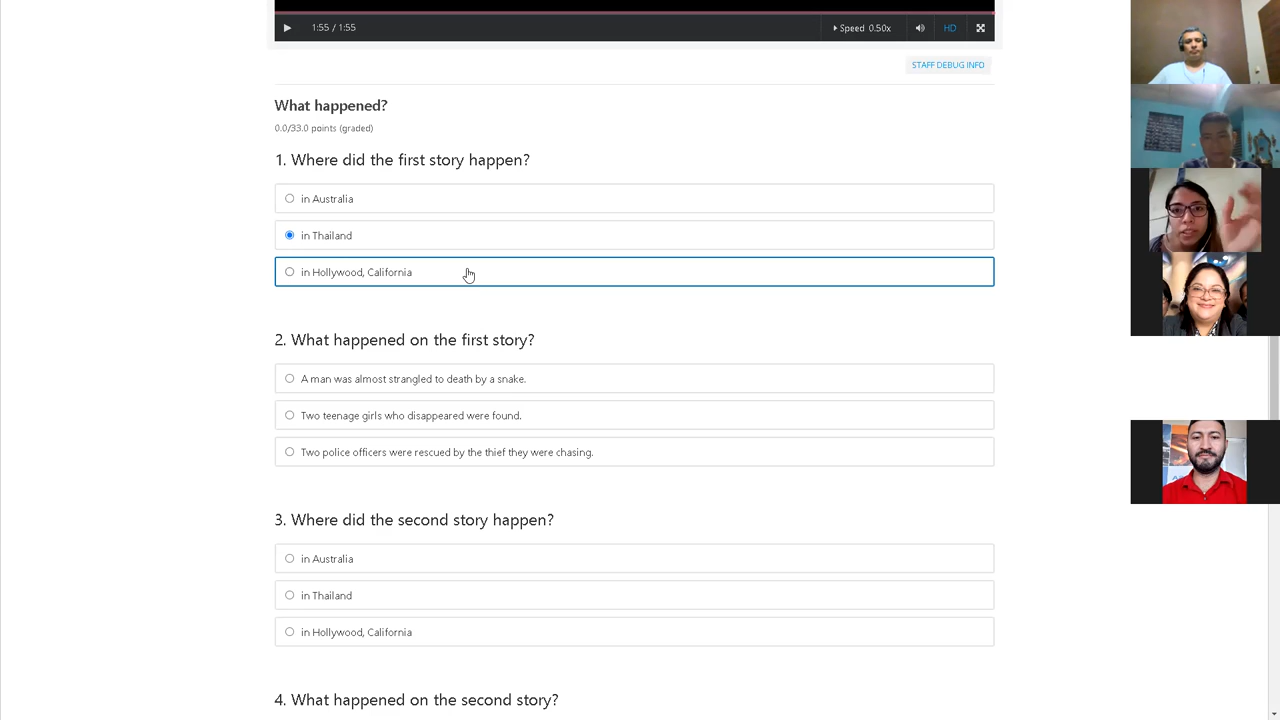 1:55 / 1:55
Speed 0.50x
HD
STAFF DEBUG INFO
What happened?
0.0/33.0 points (graded)
1. Where did the first story happen?
in Australia
in Thailand
in Hollywood, California
2. What happened on the first story?
A man was almost strangled to death by a snake.
Two teenage girls who disappeared were found.
Two police officers were rescued by the thief they were chasing.
3. Where did the second story happen?
in Australia
in Thailand
in Hollywood, California
4. What happened on the second story?